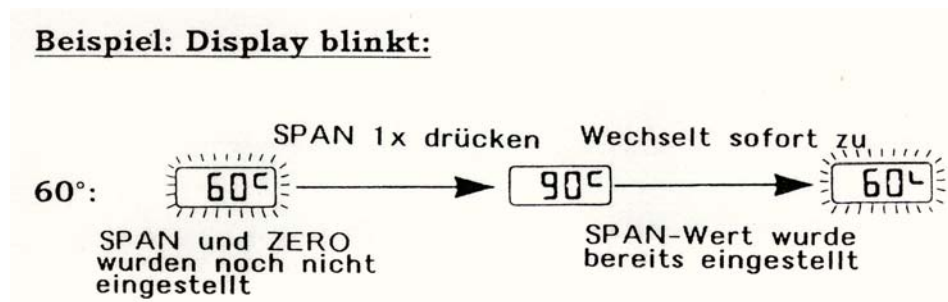 Beispiel: Display blinkt:
SPAN 1x drücken Wechselt sofort zu
60°: 60c 90c 60L
SPAN und ZERO
wurden noch nicht
eingestellt
SPAN-Wert wurde
bereits eingestellt